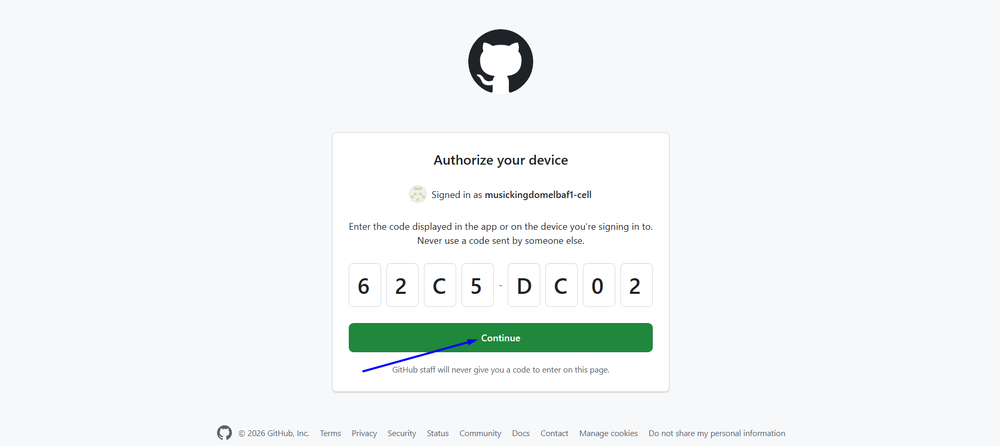 Authorize your device
Signed in as musickingdomelbaf1-cell
Enter the code displayed in the app or on the device you're signing in to.
Never use a code sent by someone else.
6 2 C 5 - D C 0 2
Continue
GitHub staff will never give you a code to enter on this page.
© 2026 GitHub, Inc. Terms Privacy Security Status Community Docs Contact Manage cookies Do not share my personal information